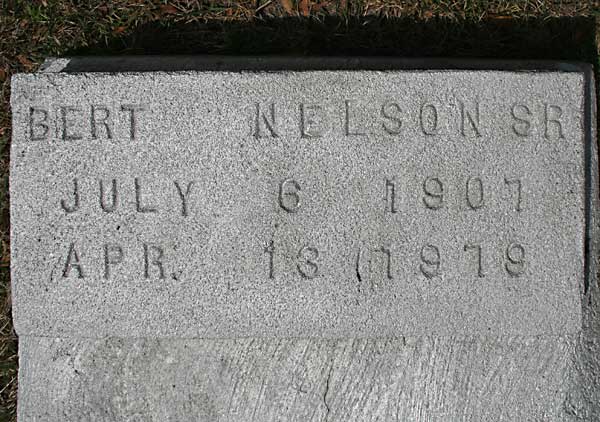 BERT NELSON SR
JULY 6 1907
APR. 13, 1979